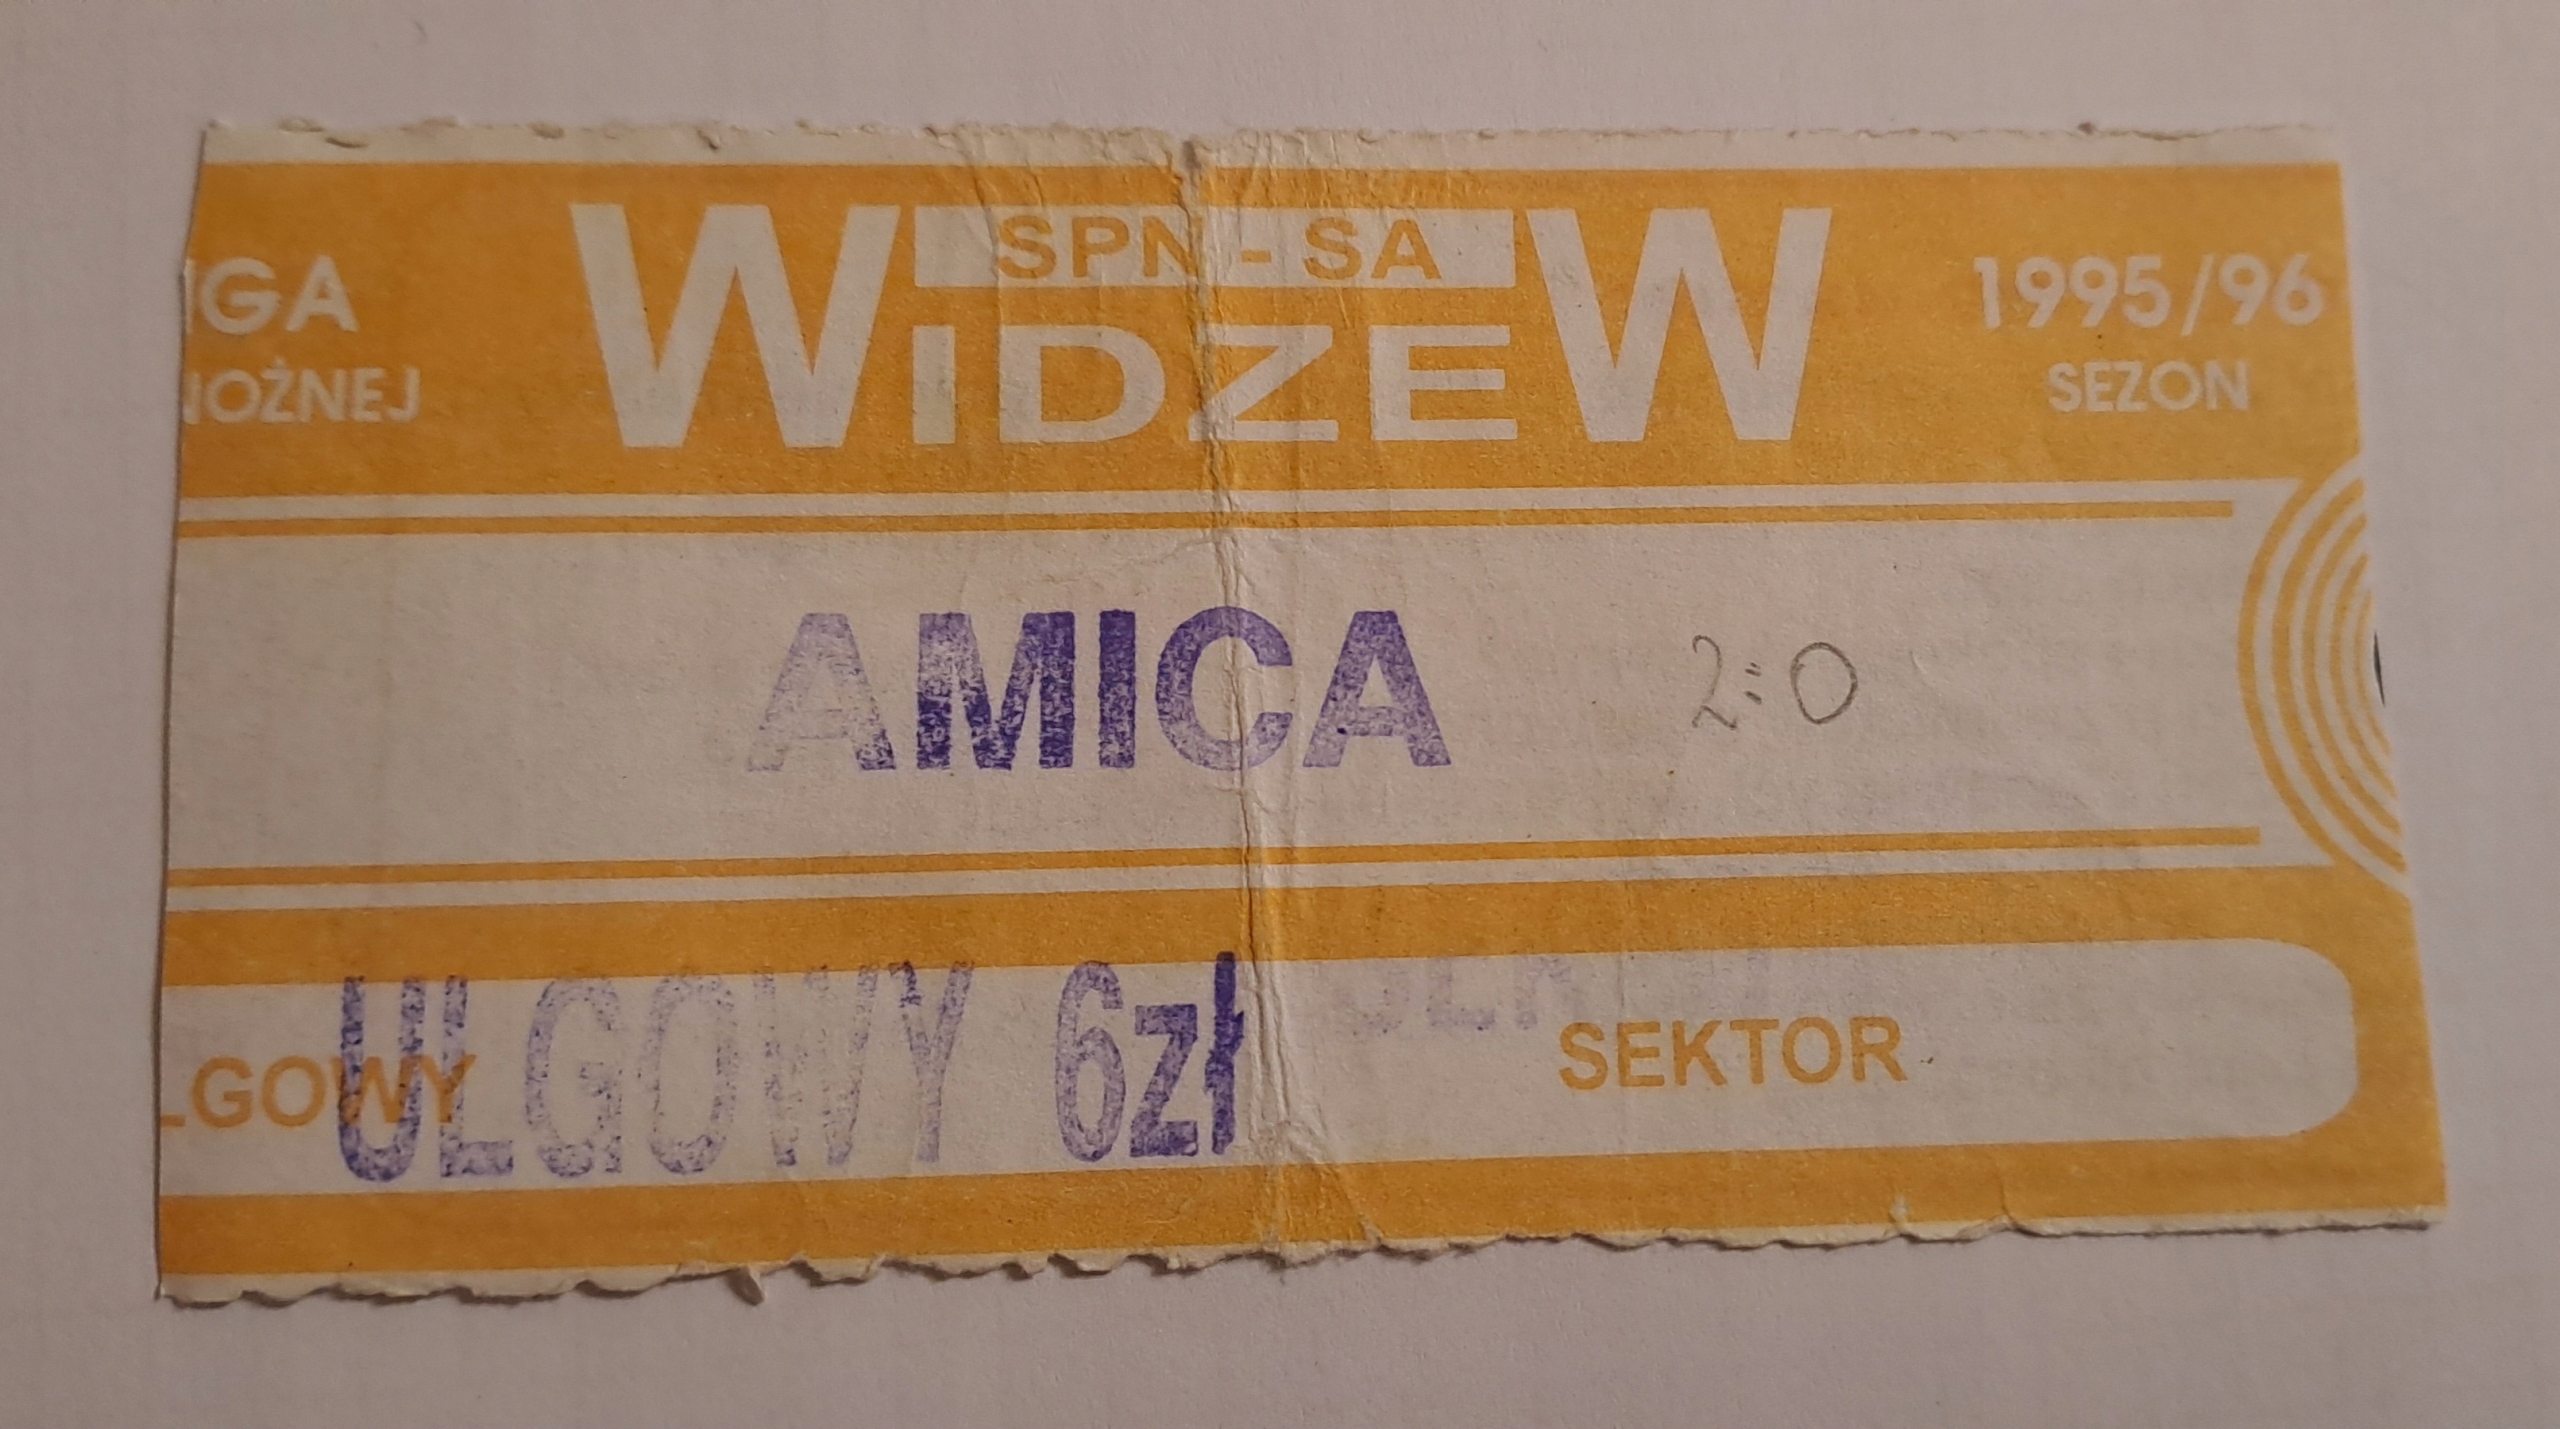 IGA
NOŻNEJ
SPN - SA
WIDZEW
1995/96
SEZON
AMICA 2:0
LGOWY
ULGOWY 6zł
SEKTOR